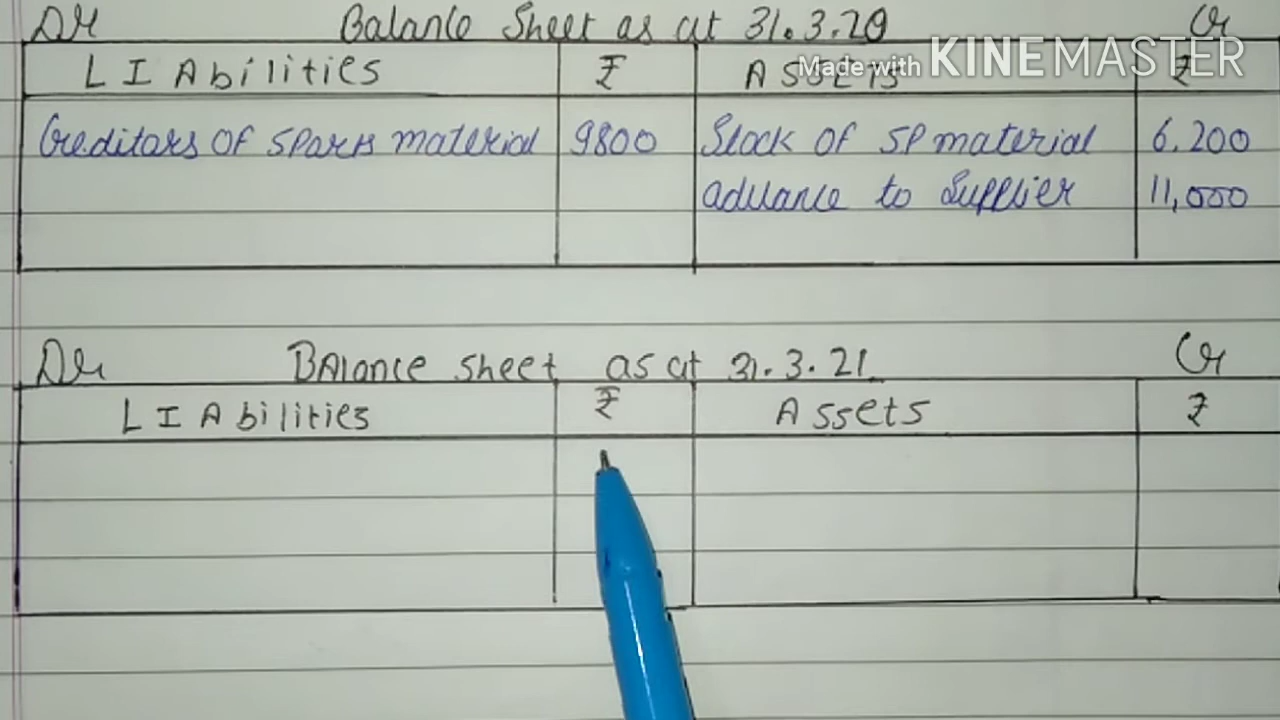 Dr Balance Sheet as at 31.3.20 Cr
Made with KINEMASTER
LIAbilities ₹ ASSETS ₹
Creditors OF SPorts material 9800 Stock OF SP material 6,200
advance to Supplier 11,000
Dr BAlance sheet as at 31.3.21. Cr
LIAbilities ₹ Assets ₹